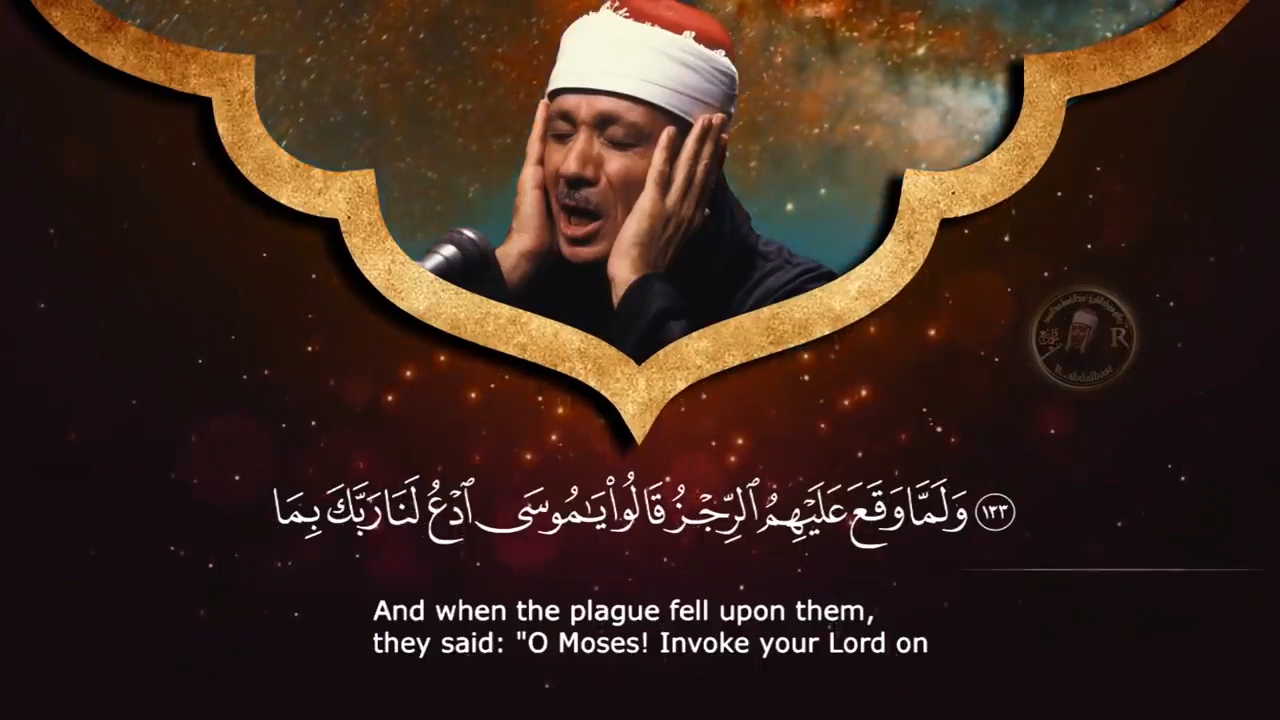 ١٣٣ وَلَمَّا وَقَعَ عَلَيْهِمُ ٱلرِّجْزُ قَالُوا۟ يَـٰمُوسَى ٱدْعُ لَنَا رَبَّكَ بِمَا
And when the plague fell upon them,
they said: "O Moses! Invoke your Lord on
R
R..abdalbast